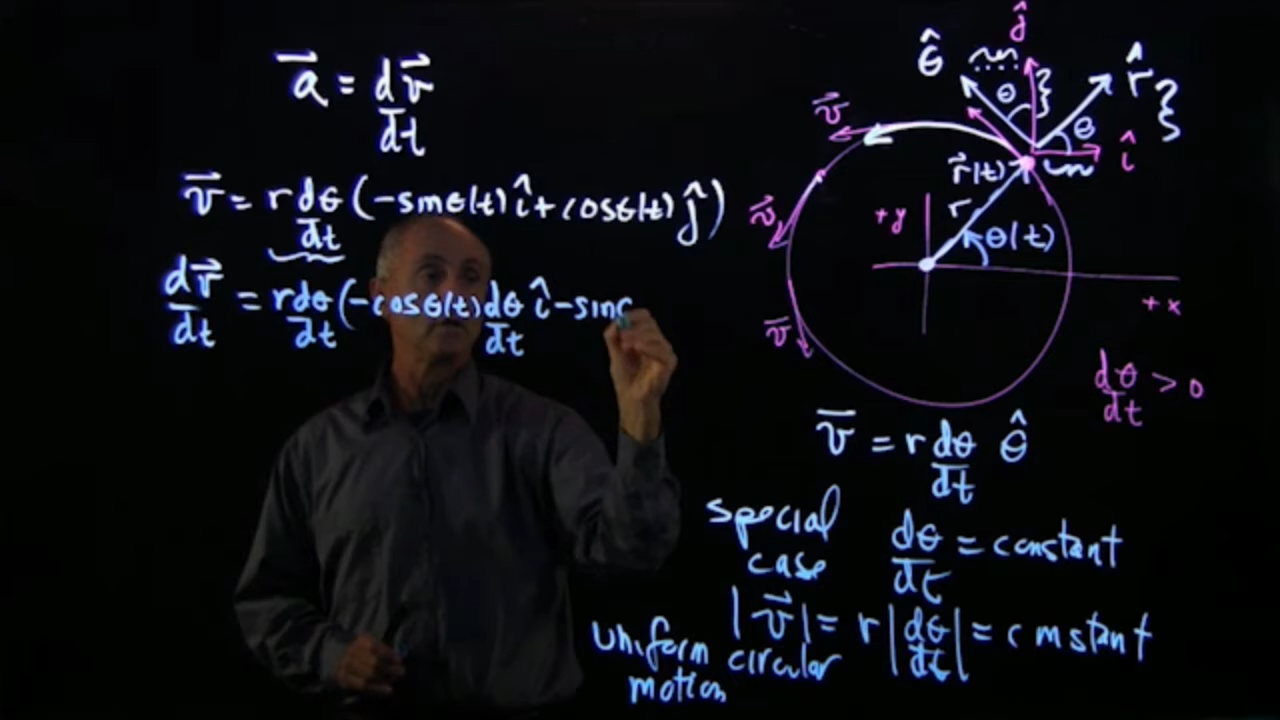 a⃗ = dv⃗/dt
v⃗ = r dθ/dt (-sinθ(t) î + cosθ(t) ĵ)
dv⃗/dt = r dθ/dt (-cosθ(t) dθ/dt î - sin
ĵ
θ̂
r̂
θ
θ
v⃗
î
r⃗(t)
v⃗
+y
r
θ(t)
+x
v⃗
dθ/dt > 0
v⃗ = r dθ/dt θ̂
special case
dθ/dt = constant
|v⃗| = r |dθ/dt| = constant
uniform circular
motion